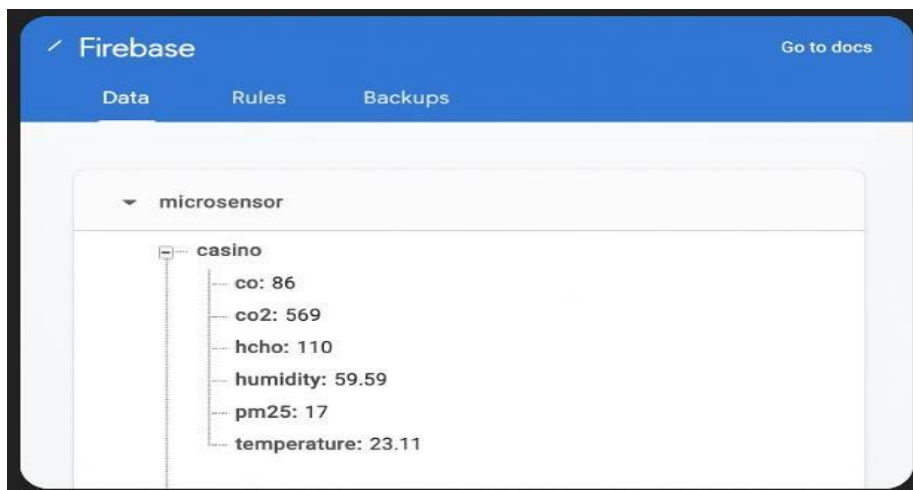 Firebase
Go to docs
Data Rules Backups
microsensor
casino
co: 86
co2: 569
hcho: 110
humidity: 59.59
pm25: 17
temperature: 23.11